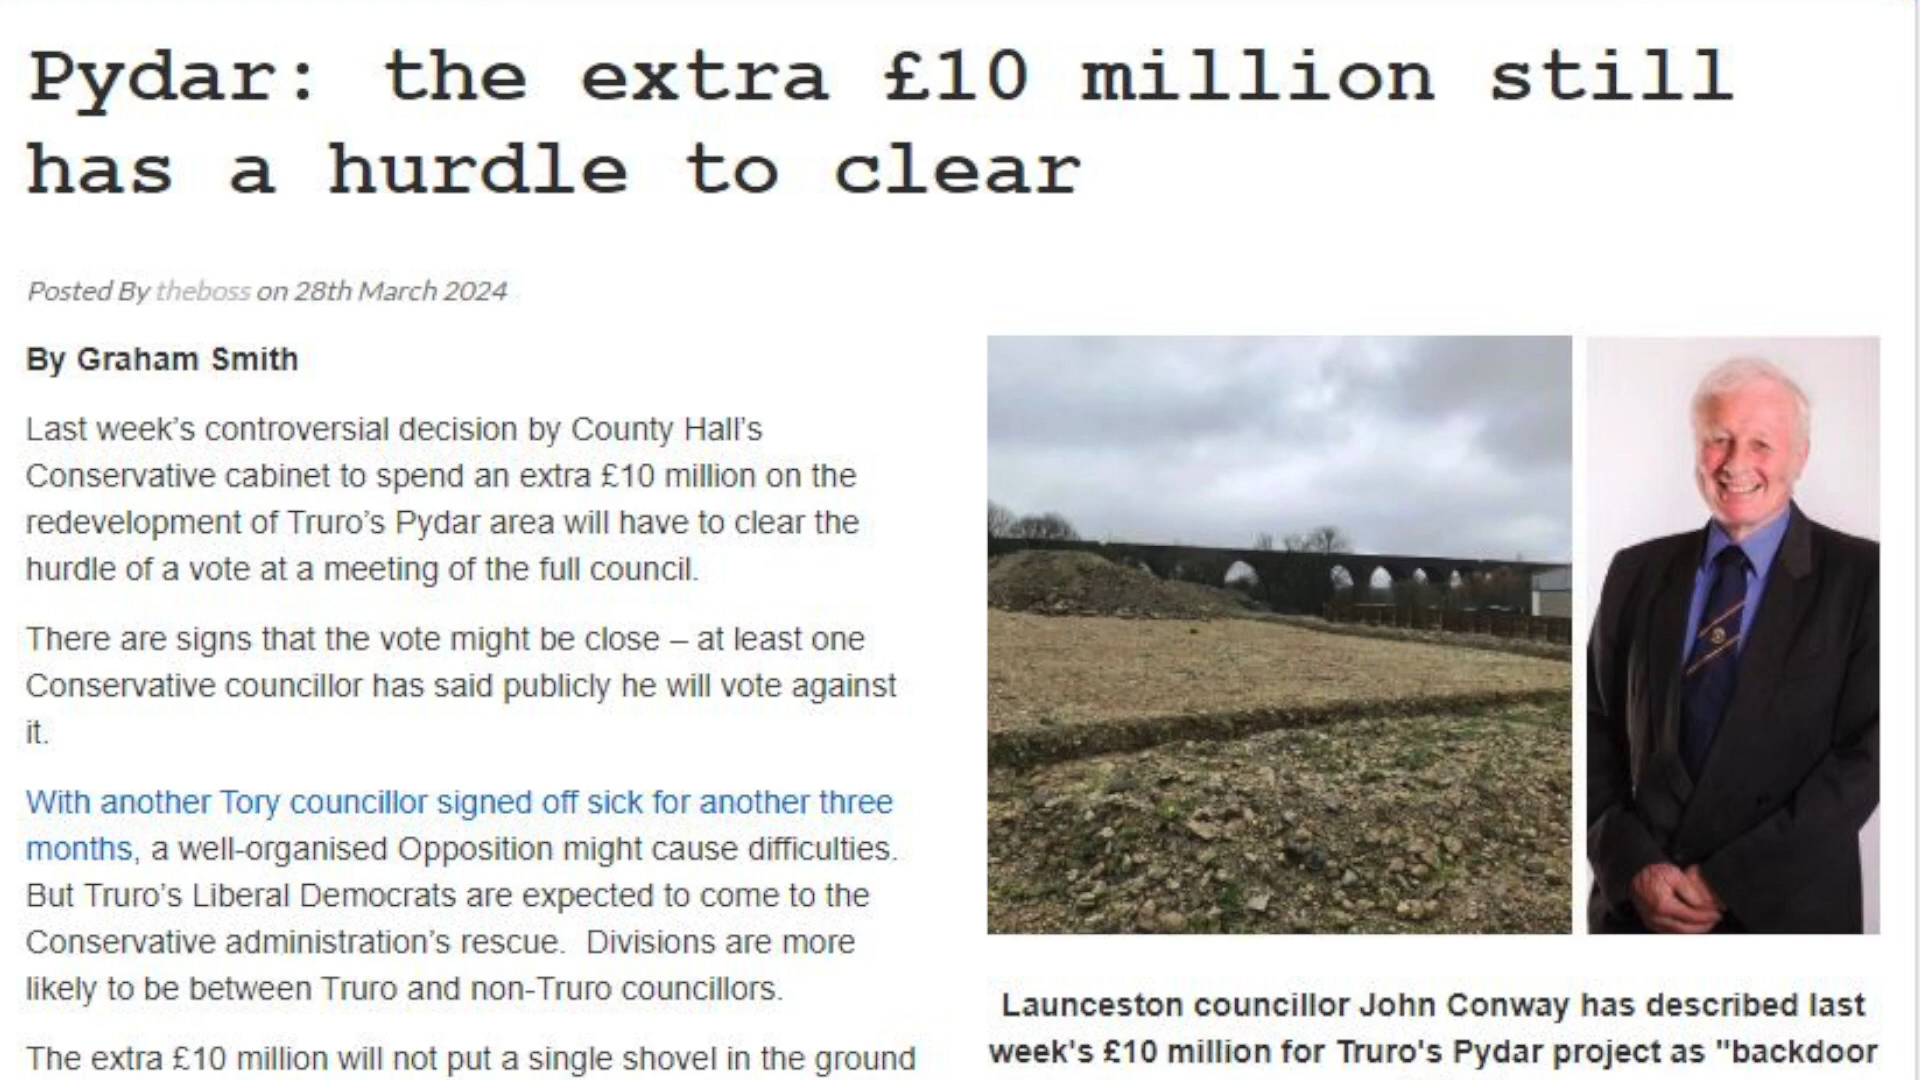 Pydar: the extra £10 million still
has a hurdle to clear
Posted By theboss on 28th March 2024
By Graham Smith
Last week’s controversial decision by County Hall’s
Conservative cabinet to spend an extra £10 million on the
redevelopment of Truro’s Pydar area will have to clear the
hurdle of a vote at a meeting of the full council.
There are signs that the vote might be close – at least one
Conservative councillor has said publicly he will vote against
it.
With another Tory councillor signed off sick for another three
months, a well-organised Opposition might cause difficulties.
But Truro’s Liberal Democrats are expected to come to the
Conservative administration’s rescue.  Divisions are more
likely to be between Truro and non-Truro councillors.
The extra £10 million will not put a single shovel in the ground
Launceston councillor John Conway has described last
week's £10 million for Truro's Pydar project as "backdoor